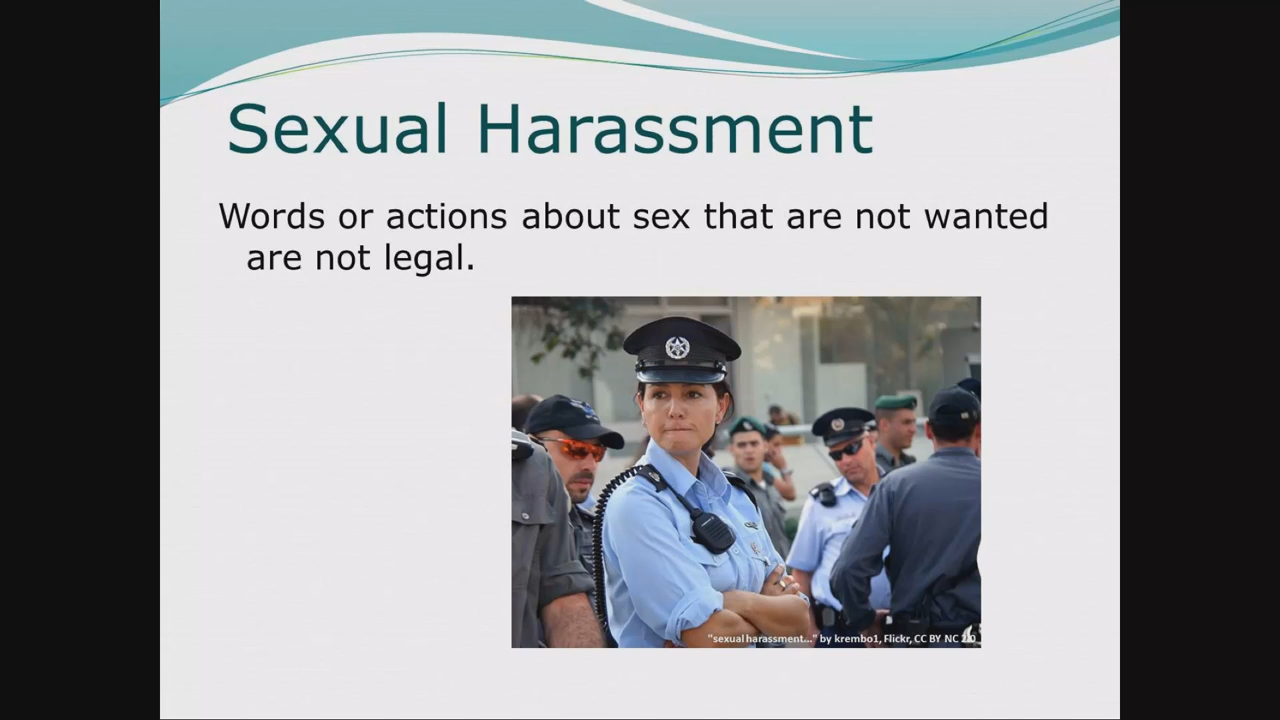 Sexual Harassment
Words or actions about sex that are not wanted
are not legal.
"sexual harassment..." by krembo1, Flickr, CC BY NC 2.0